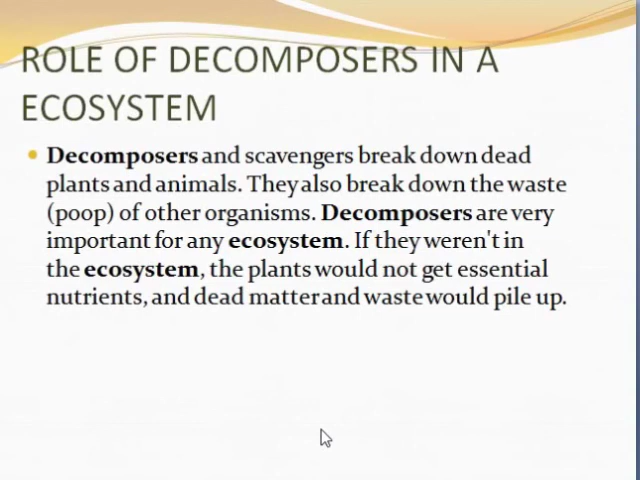 ROLE OF DECOMPOSERS IN A
ECOSYSTEM
Decomposers and scavengers break down dead
plants and animals. They also break down the waste
(poop) of other organisms. Decomposers are very
important for any ecosystem. If they weren't in
the ecosystem, the plants would not get essential
nutrients, and dead matter and waste would pile up.